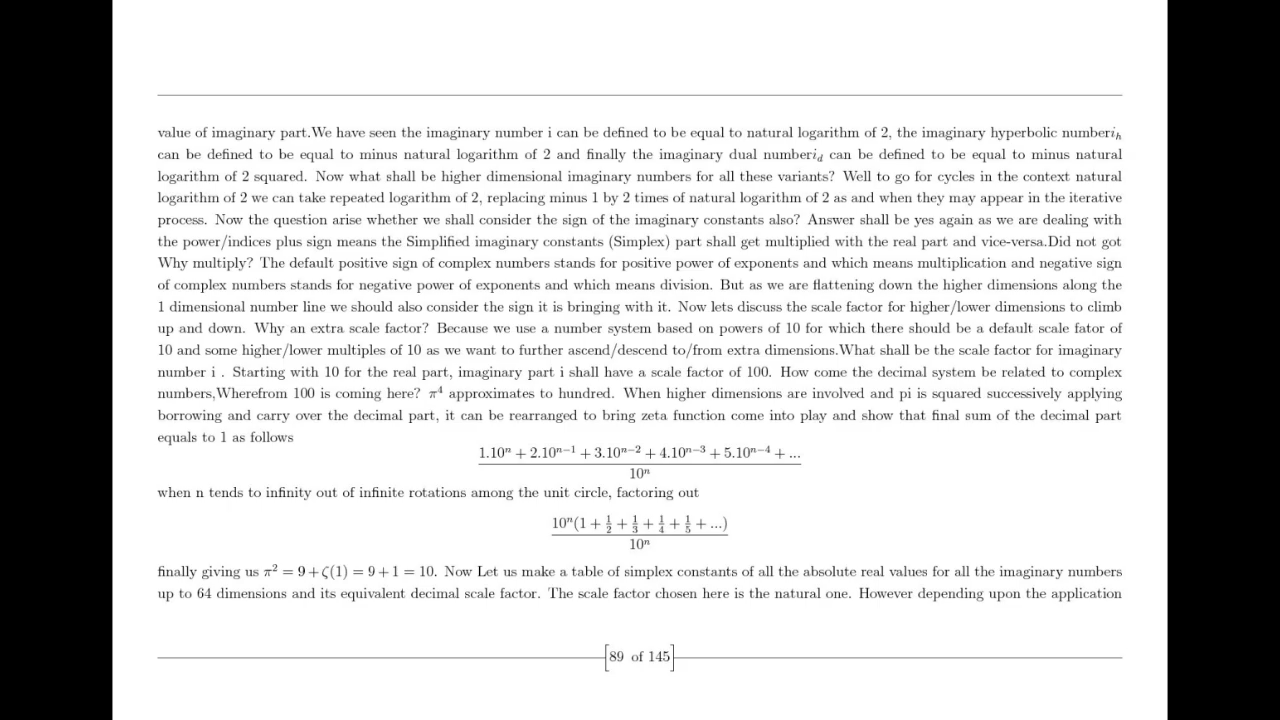 value of imaginary part.We have seen the imaginary number i can be defined to be equal to natural logarithm of 2, the imaginary hyperbolic number$i_h$
can be defined to be equal to minus natural logarithm of 2 and finally the imaginary dual number$i_d$ can be defined to be equal to minus natural
logarithm of 2 squared. Now what shall be higher dimensional imaginary numbers for all these variants? Well to go for cycles in the context natural
logarithm of 2 we can take repeated logarithm of 2, replacing minus 1 by 2 times of natural logarithm of 2 as and when they may appear in the iterative
process. Now the question arise whether we shall consider the sign of the imaginary constants also? Answer shall be yes again as we are dealing with
the power/indices plus sign means the Simplified imaginary constants (Simplex) part shall get multiplied with the real part and vice-versa.Did not got
Why multiply? The default positive sign of complex numbers stands for positive power of exponents and which means multiplication and negative sign
of complex numbers stands for negative power of exponents and which means division. But as we are flattening down the higher dimensions along the
1 dimensional number line we should also consider the sign it is bringing with it. Now lets discuss the scale factor for higher/lower dimensions to climb
up and down. Why an extra scale factor? Because we use a number system based on powers of 10 for which there should be a default scale fator of
10 and some higher/lower multiples of 10 as we want to further ascend/descend to/from extra dimensions.What shall be the scale factor for imaginary
number i . Starting with 10 for the real part, imaginary part i shall have a scale factor of 100. How come the decimal system be related to complex
numbers,Wherefrom 100 is coming here? $\pi^4$ approximates to hundred. When higher dimensions are involved and pi is squared successively applying
borrowing and carry over the decimal part, it can be rearranged to bring zeta function come into play and show that final sum of the decimal part
equals to 1 as follows
$\frac{1.10^n + 2.10^{n-1} + 3.10^{n-2} + 4.10^{n-3} + 5.10^{n-4} + ...}{10^n}$
when n tends to infinity out of infinite rotations among the unit circle, factoring out
$\frac{10^n(1 + \frac{1}{2} + \frac{1}{3} + \frac{1}{4} + \frac{1}{5} + ...)}{10^n}$
finally giving us $\pi^2 = 9 + \zeta(1) = 9 + 1 = 10$. Now Let us make a table of simplex constants of all the absolute real values for all the imaginary numbers
up to 64 dimensions and its equivalent decimal scale factor. The scale factor chosen here is the natural one. However depending upon the application
89 of 145